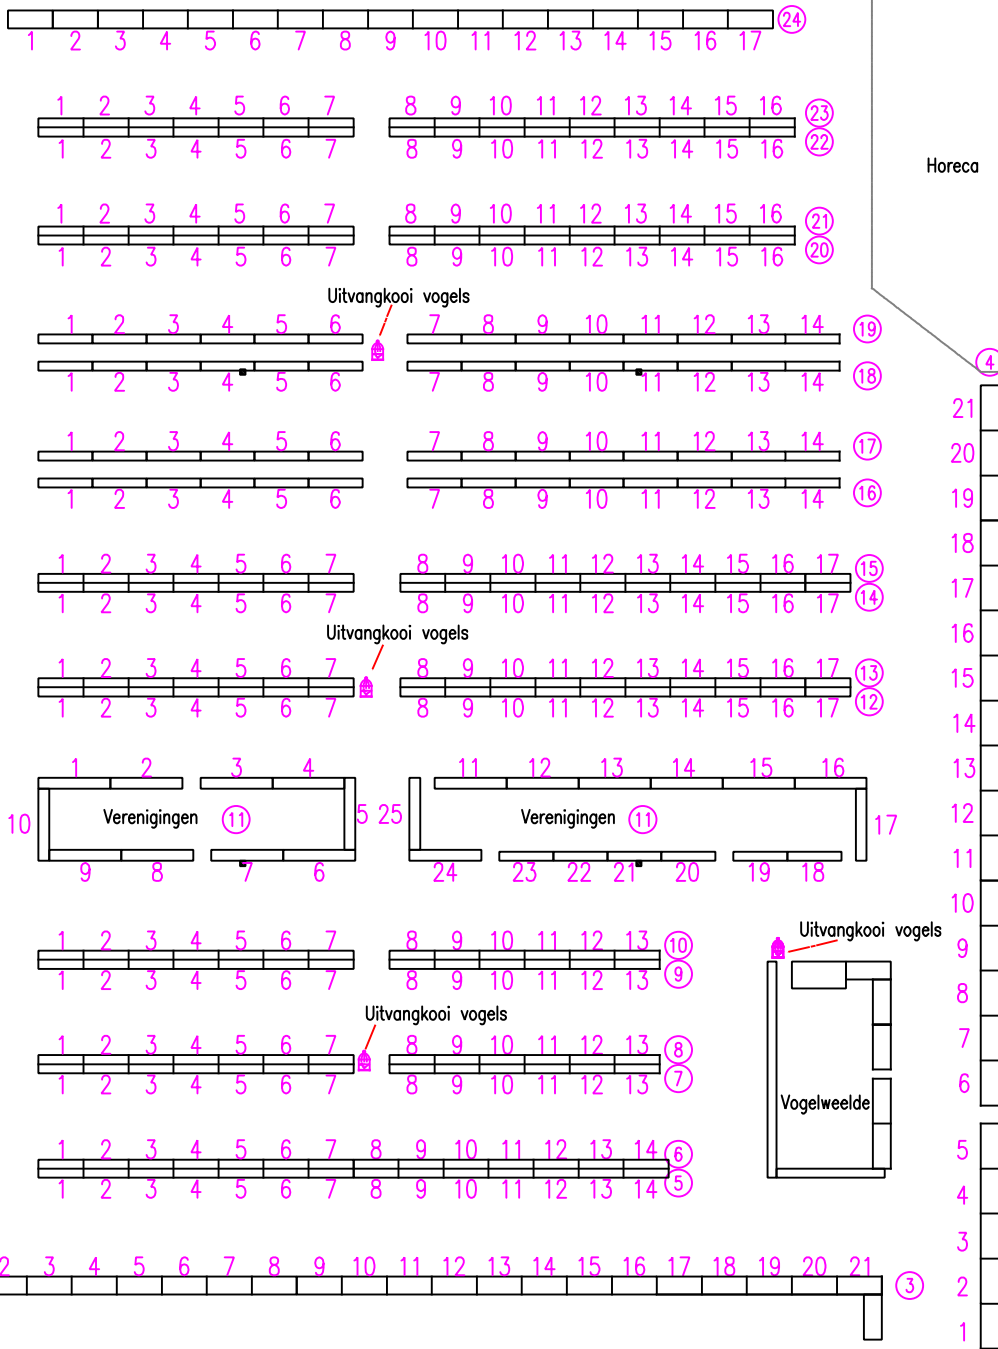 24
1 2 3 4 5 6 7 8 9 10 11 12 13 14 15 16 17
1 2 3 4 5 6 7 8 9 10 11 12 13 14 15 16 23
1 2 3 4 5 6 7 8 9 10 11 12 13 14 15 16 22
Horeca
1 2 3 4 5 6 7 8 9 10 11 12 13 14 15 16 21
1 2 3 4 5 6 7 8 9 10 11 12 13 14 15 16 20
Uitvangkooi vogels
1 2 3 4 5 6 7 8 9 10 11 12 13 14 19
1 2 3 4 5 6 7 8 9 10 11 12 13 14 18
4
21
20
19
18
17
16
15
14
13
12
11
10
9
8
7
6
5
4
3
2
1
1 2 3 4 5 6 7 8 9 10 11 12 13 14 17
1 2 3 4 5 6 7 8 9 10 11 12 13 14 16
1 2 3 4 5 6 7 8 9 10 11 12 13 14 15 16 17 15
1 2 3 4 5 6 7 8 9 10 11 12 13 14 15 16 17 14
Uitvangkooi vogels
1 2 3 4 5 6 7 8 9 10 11 12 13 14 15 16 17 13
1 2 3 4 5 6 7 8 9 10 11 12 13 14 15 16 17 12
1 2 3 4 11 12 13 14 15 16
10 Verenigingen 11 5 25 Verenigingen 11 17
9 8 7 6 24 23 22 21 20 19 18
Uitvangkooi vogels
1 2 3 4 5 6 7 8 9 10 11 12 13 10
1 2 3 4 5 6 7 8 9 10 11 12 13 9
Uitvangkooi vogels
1 2 3 4 5 6 7 8 9 10 11 12 13 8
1 2 3 4 5 6 7 8 9 10 11 12 13 7
Vogelweelde
1 2 3 4 5 6 7 8 9 10 11 12 13 14 6
1 2 3 4 5 6 7 8 9 10 11 12 13 14 5
2 3 4 5 6 7 8 9 10 11 12 13 14 15 16 17 18 19 20 21 3